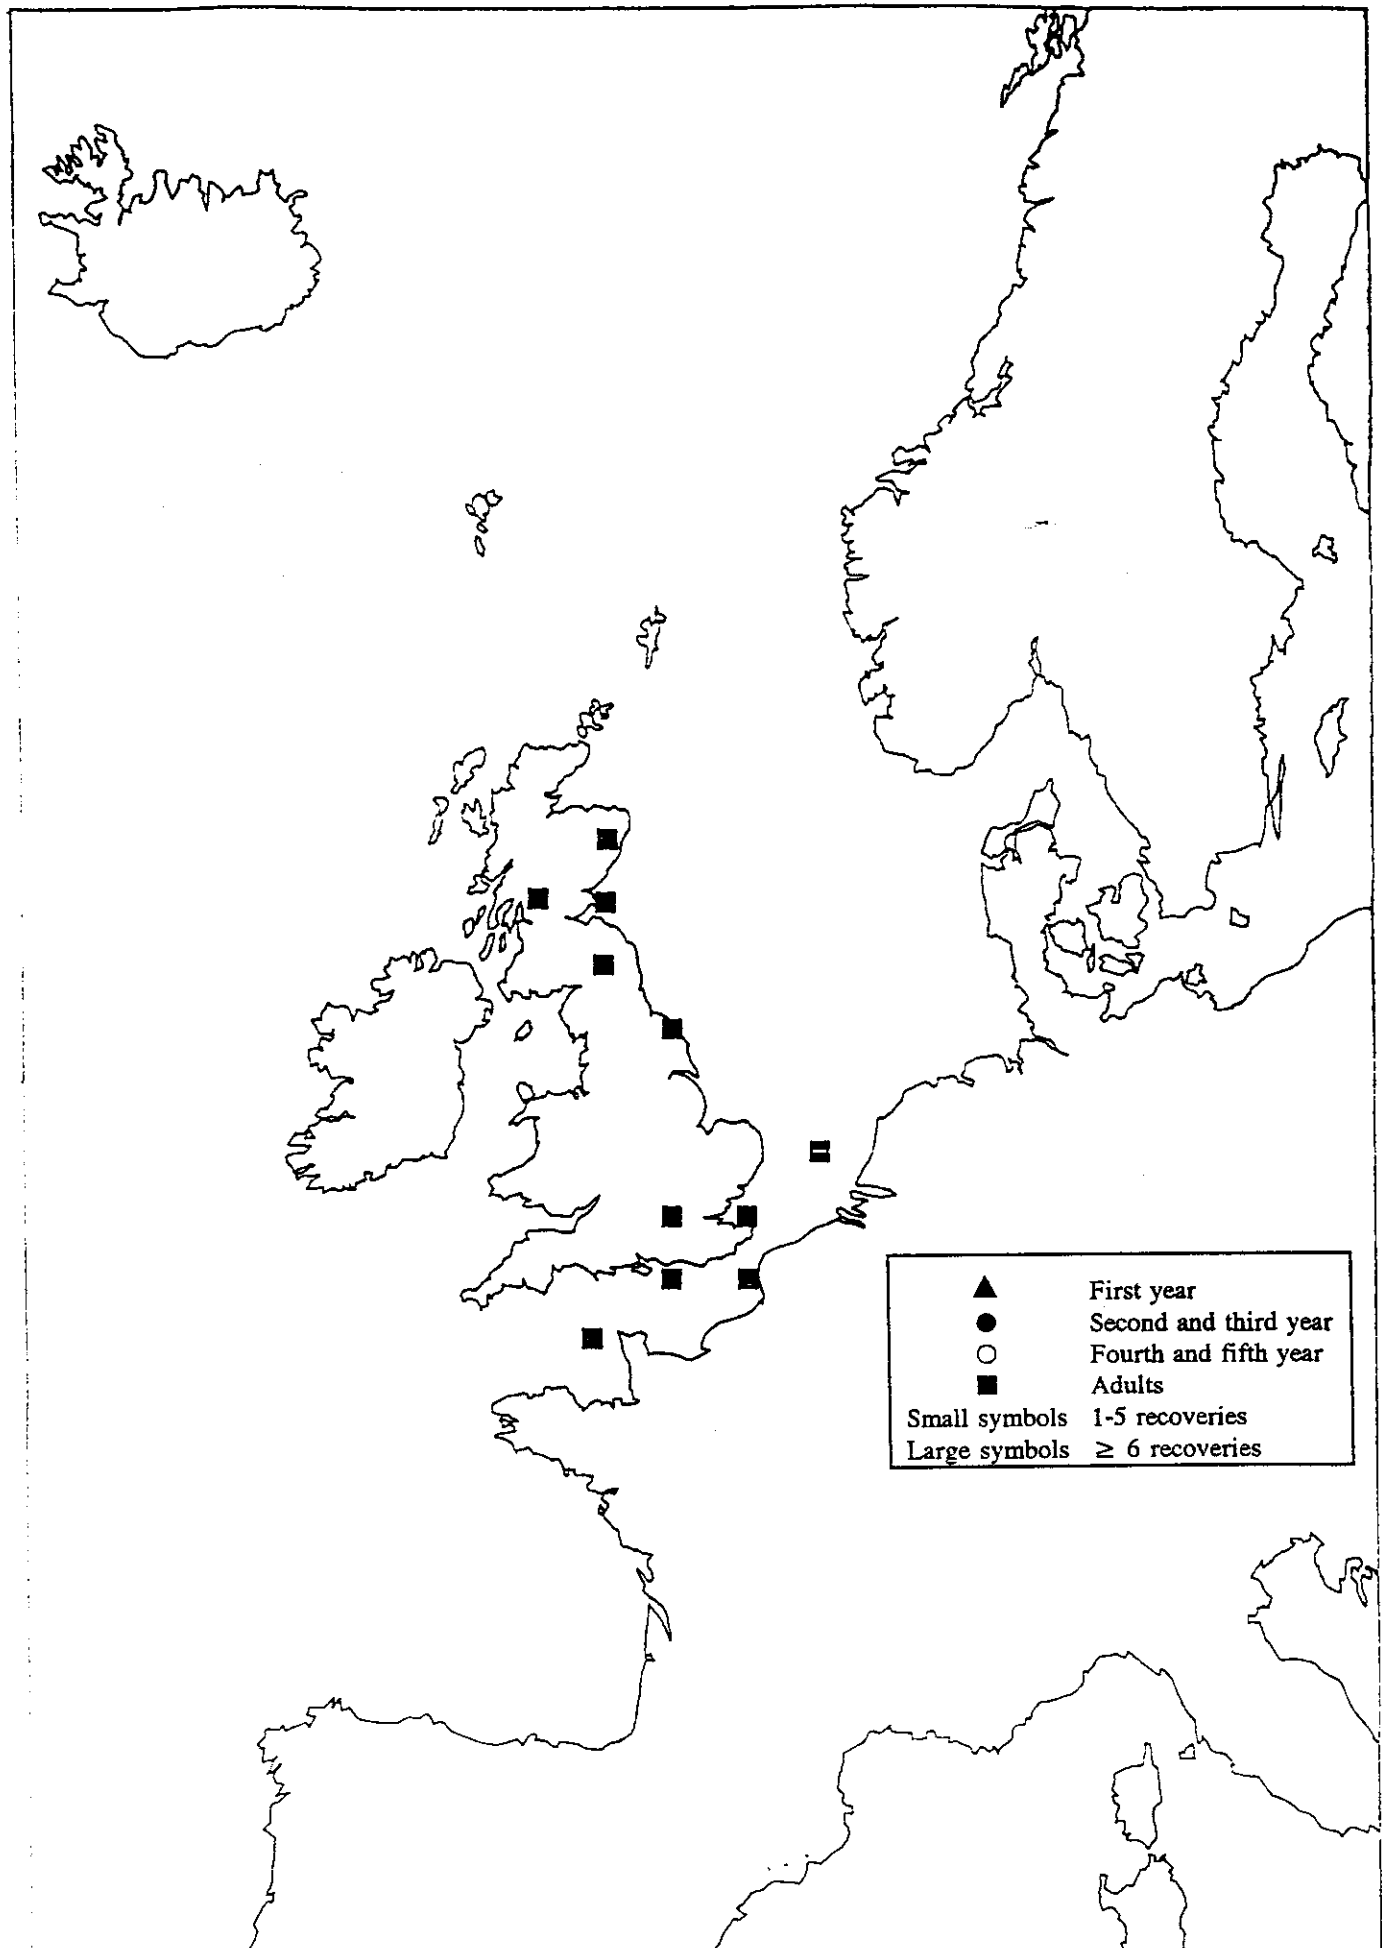 First year
Second and third year
Fourth and fifth year
Adults
Small symbols 1-5 recoveries
Large symbols ≥ 6 recoveries